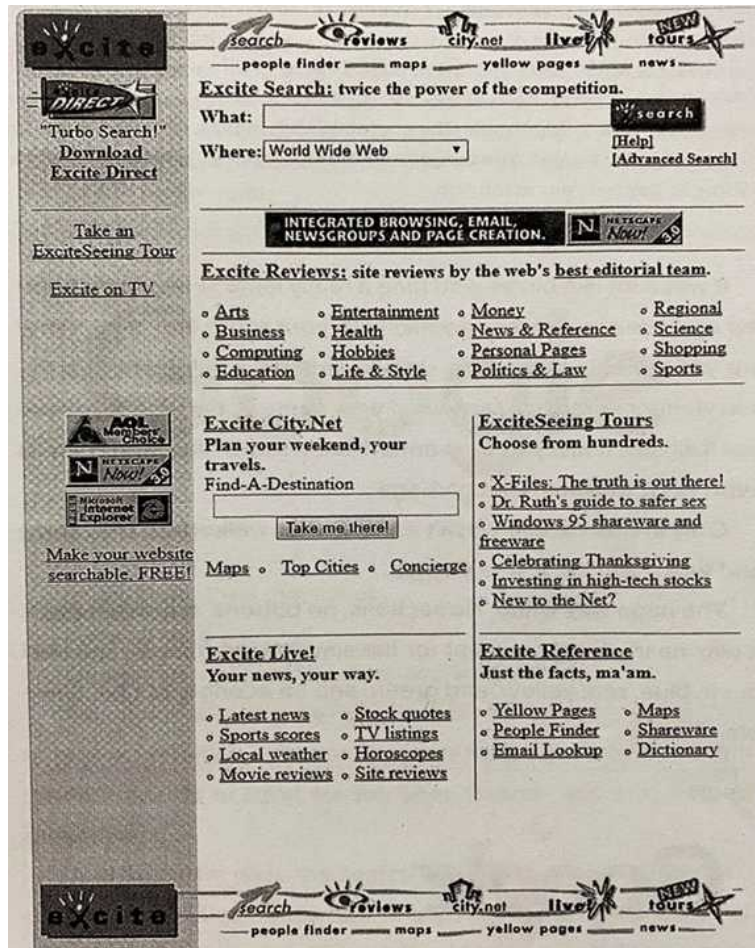 excite
search reviews city.net live! NEW tours
people finder maps yellow pages news
excite DIRECT
"Turbo Search!"
Download
Excite Direct
Take an
ExciteSeeing Tour
Excite on TV
AOL Members' Choice
N NETSCAPE Now! 3.0
Microsoft Internet Explorer
Make your website
searchable, FREE!
Excite Search: twice the power of the competition.
What: search
Where: World Wide Web
[Help]
[Advanced Search]
INTEGRATED BROWSING, EMAIL,
NEWSGROUPS AND PAGE CREATION.
N NETSCAPE Now! 3.0
Excite Reviews: site reviews by the web's best editorial team.
Arts
Business
Computing
Education
Entertainment
Health
Hobbies
Life & Style
Money
News & Reference
Personal Pages
Politics & Law
Regional
Science
Shopping
Sports
Excite City.Net
Plan your weekend, your
travels.
Find-A-Destination
Take me there!
Maps Top Cities Concierge
ExciteSeeing Tours
Choose from hundreds.
X-Files: The truth is out there!
Dr. Ruth's guide to safer sex
Windows 95 shareware and
freeware
Celebrating Thanksgiving
Investing in high-tech stocks
New to the Net?
Excite Live!
Your news, your way.
Latest news
Sports scores
Local weather
Movie reviews
Stock quotes
TV listings
Horoscopes
Site reviews
Excite Reference
Just the facts, ma'am.
Yellow Pages
People Finder
Email Lookup
Maps
Shareware
Dictionary
excite
search reviews city.net live! NEW tours
people finder maps yellow pages news